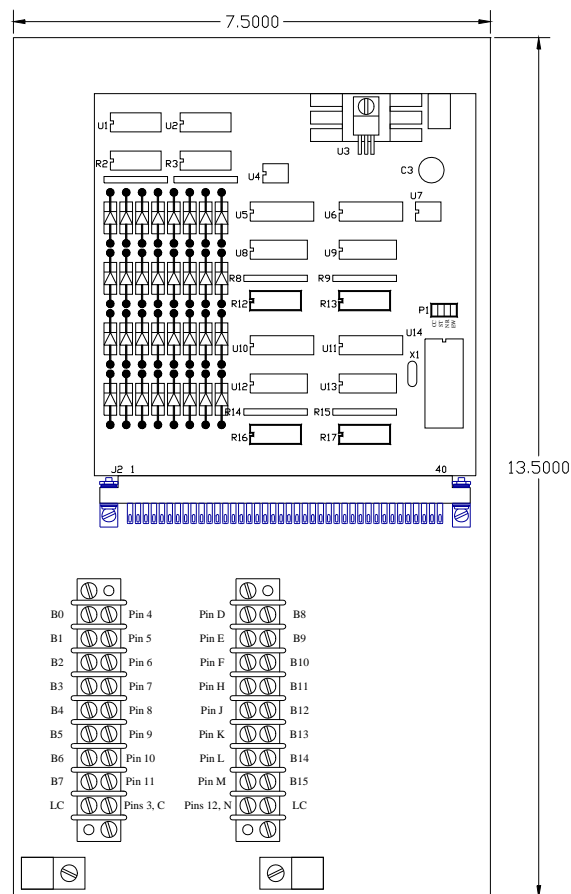 7.5000
U1 U2
U3
R2 R3
U4 C3
U7
U5 U6
U8 U9
R8 R9
R12 R13 P1
CC
ST
NB
BW
U14
U10 U11
X1
U12 U13
R14 R15
R16 R17
J2 1 40
13.5000
B0 Pin 4 Pin D B8
B1 Pin 5 Pin E B9
B2 Pin 6 Pin F B10
B3 Pin 7 Pin H B11
B4 Pin 8 Pin J B12
B5 Pin 9 Pin K B13
B6 Pin 10 Pin L B14
B7 Pin 11 Pin M B15
LC Pins 3, C Pins 12, N LC